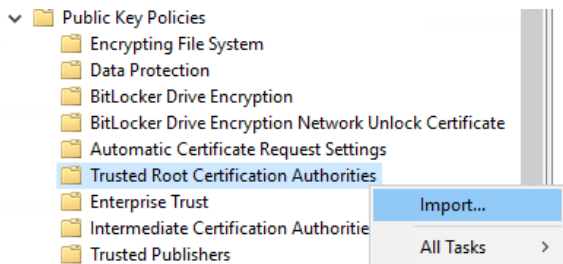 Public Key Policies
Encrypting File System
Data Protection
BitLocker Drive Encryption
BitLocker Drive Encryption Network Unlock Certificate
Automatic Certificate Request Settings
Trusted Root Certification Authorities
Enterprise Trust
Import...
Intermediate Certification Authoritie
Trusted Publishers
All Tasks